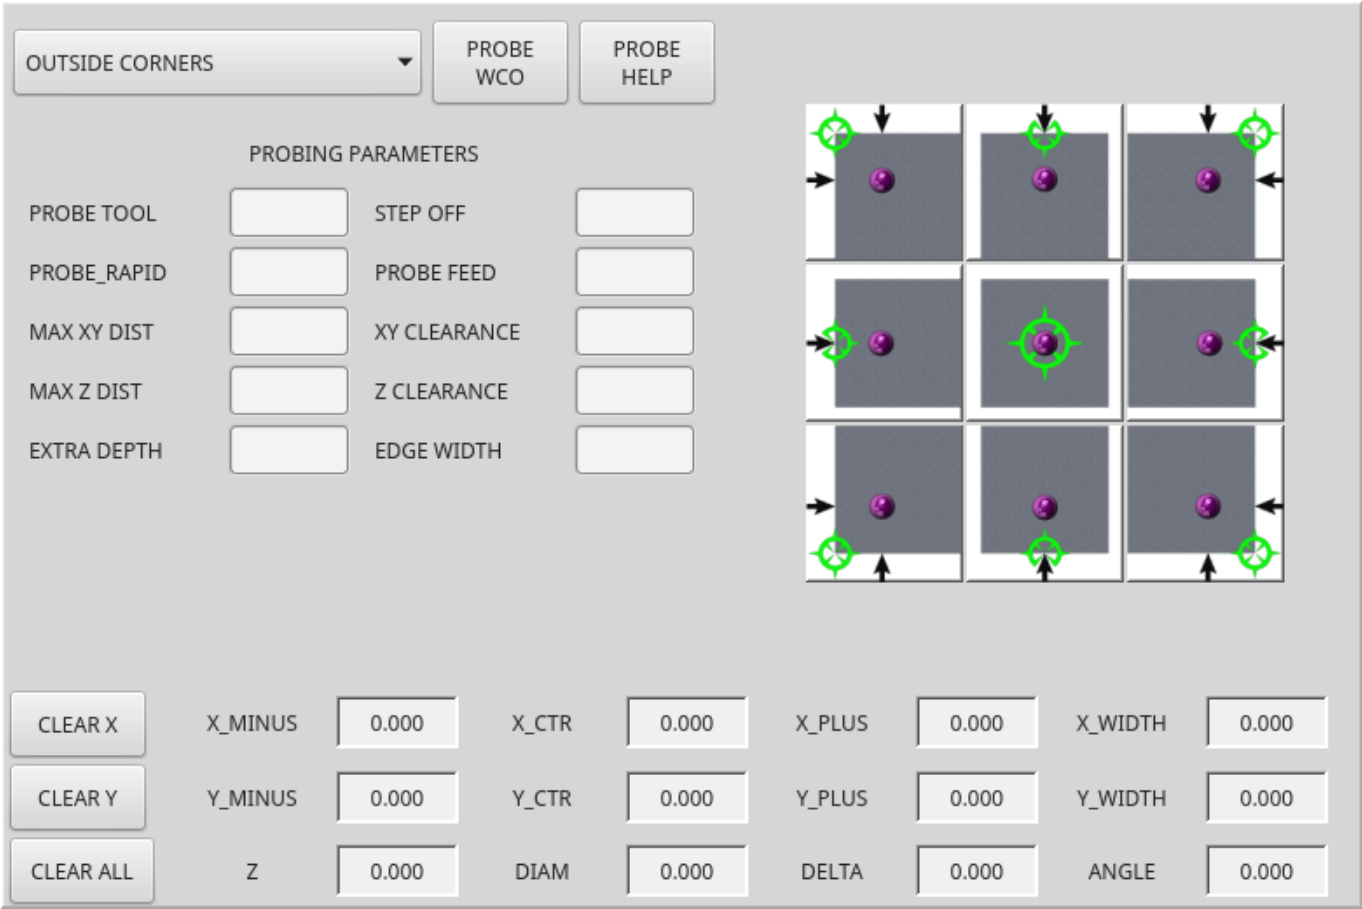 OUTSIDE CORNERS
PROBE
WCO
PROBE
HELP
PROBING PARAMETERS
PROBE TOOL
STEP OFF
PROBE_RAPID
PROBE FEED
MAX XY DIST
XY CLEARANCE
MAX Z DIST
Z CLEARANCE
EXTRA DEPTH
EDGE WIDTH
CLEAR X
X_MINUS
0.000
X_CTR
0.000
X_PLUS
0.000
X_WIDTH
0.000
CLEAR Y
Y_MINUS
0.000
Y_CTR
0.000
Y_PLUS
0.000
Y_WIDTH
0.000
CLEAR ALL
Z
0.000
DIAM
0.000
DELTA
0.000
ANGLE
0.000